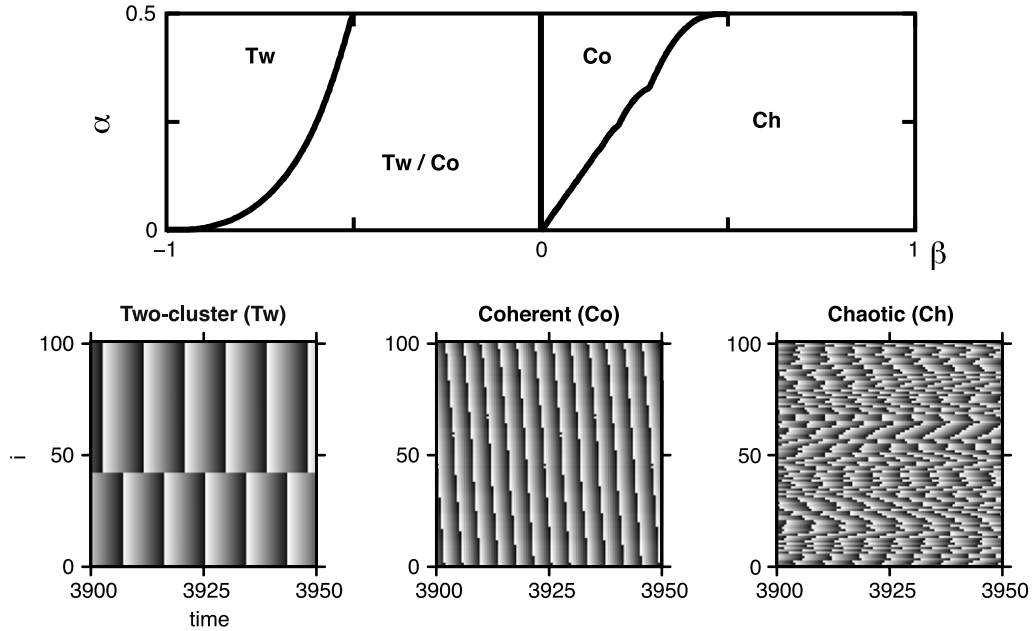 0.5
Tw
Co
α
Ch
Tw / Co
0
−1
0
1
β
Two-cluster (Tw)
Coherent (Co)
Chaotic (Ch)
100
100
100
i
50
50
50
0
0
0
3900
3925
3950
3900
3925
3950
3900
3925
3950
time